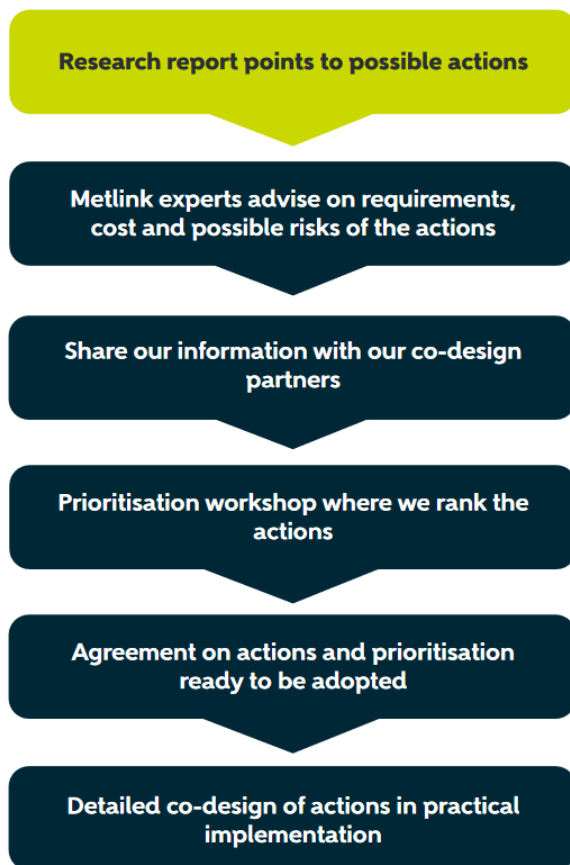 Research report points to possible actions
Metlink experts advise on requirements,
cost and possible risks of the actions
Share our information with our co-design
partners
Prioritisation workshop where we rank the
actions
Agreement on actions and prioritisation
ready to be adopted
Detailed co-design of actions in practical
implementation